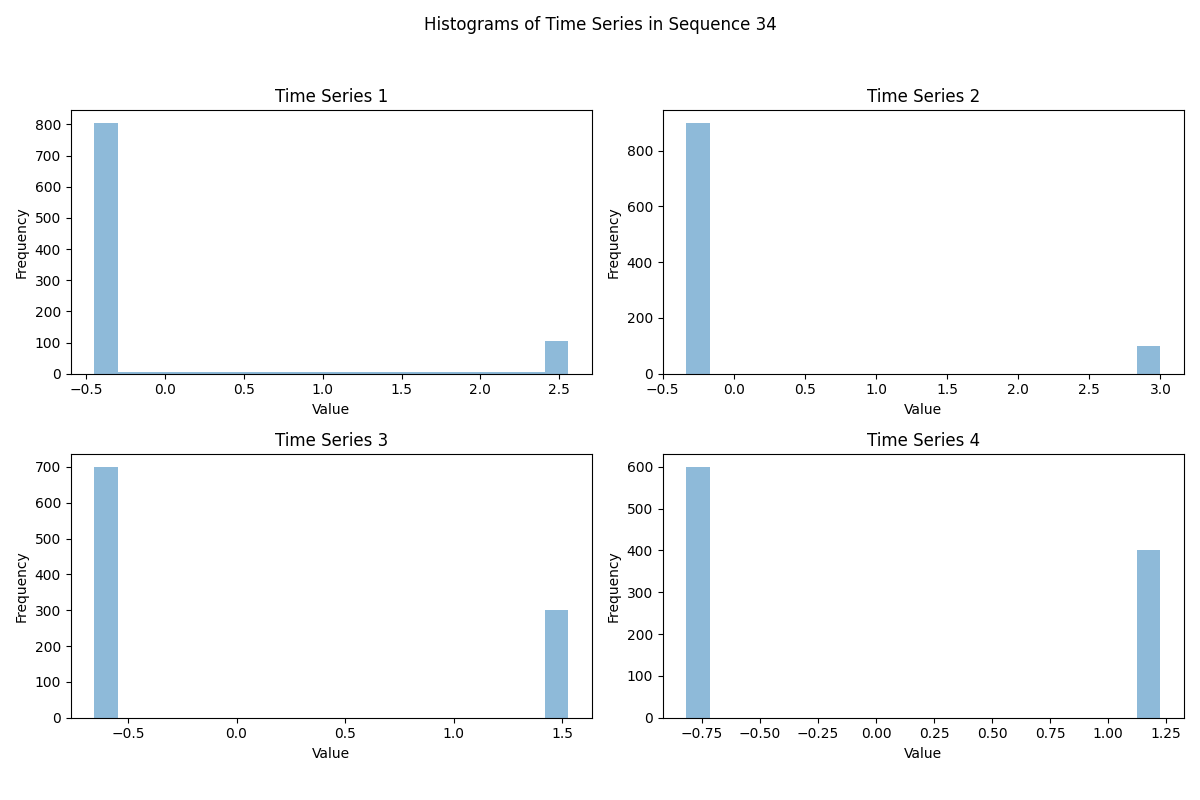 Histograms of Time Series in Sequence 34
Time Series 1
Frequency
800
700
600
500
400
300
200
100
0
−0.5 0.0 0.5 1.0 1.5 2.0 2.5
Value
Time Series 2
Frequency
800
600
400
200
0
−0.5 0.0 0.5 1.0 1.5 2.0 2.5 3.0
Value
Time Series 3
Frequency
700
600
500
400
300
200
100
0
−0.5 0.0 0.5 1.0 1.5
Value
Time Series 4
Frequency
600
500
400
300
200
100
0
−0.75 −0.50 −0.25 0.00 0.25 0.50 0.75 1.00 1.25
Value